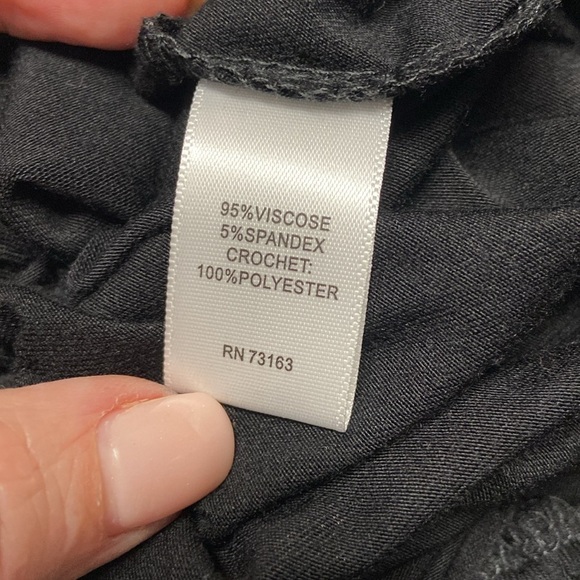 95%VISCOSE
5%SPANDEX
CROCHET:
100%POLYESTER
RN 73163